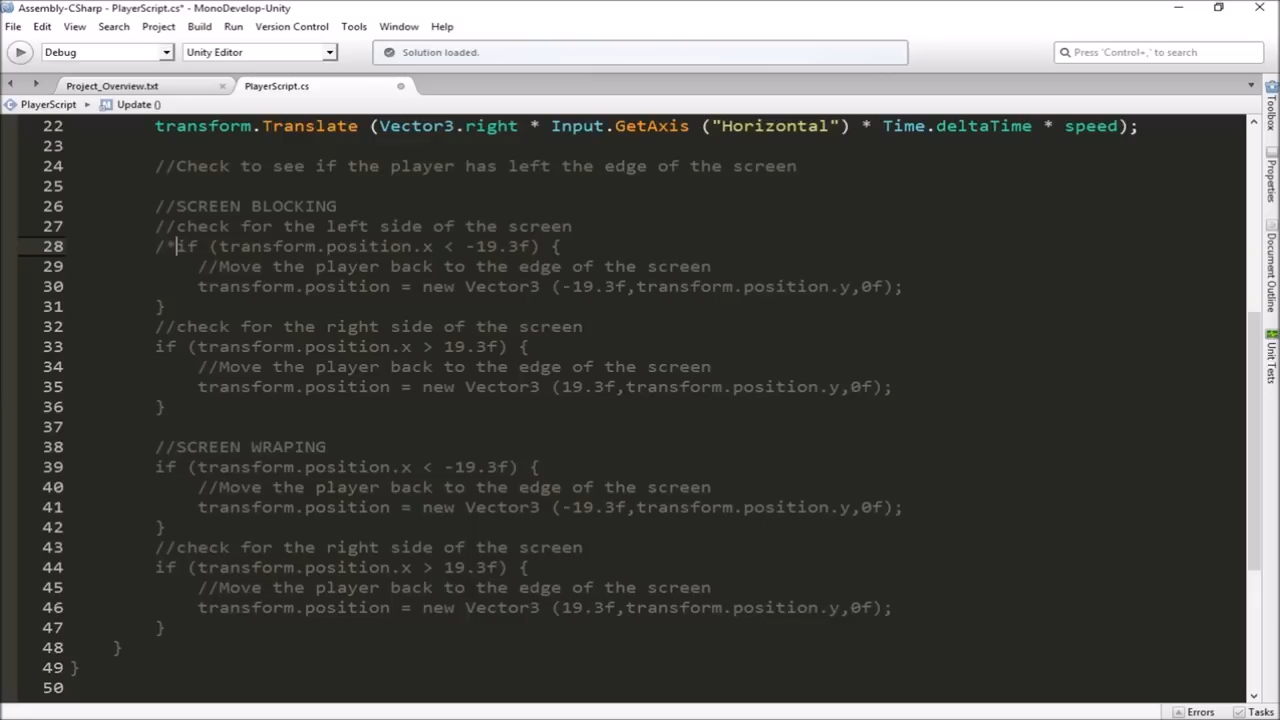 Assembly-CSharp - PlayerScript.cs* - MonoDevelop-Unity
File Edit View Search Project Build Run Version Control Tools Window Help
Debug Unity Editor Solution loaded. Press 'Control+,' to search
Project_Overview.txt PlayerScript.cs
PlayerScript Update ()
22 transform.Translate (Vector3.right * Input.GetAxis ("Horizontal") * Time.deltaTime * speed);
23
24 //Check to see if the player has left the edge of the screen
25
26 //SCREEN BLOCKING
27 //check for the left side of the screen
28 /*if (transform.position.x < -19.3f) {
29 //Move the player back to the edge of the screen
30 transform.position = new Vector3 (-19.3f,transform.position.y,0f);
31 }
32 //check for the right side of the screen
33 if (transform.position.x > 19.3f) {
34 //Move the player back to the edge of the screen
35 transform.position = new Vector3 (19.3f,transform.position.y,0f);
36 }
37
38 //SCREEN WRAPING
39 if (transform.position.x < -19.3f) {
40 //Move the player back to the edge of the screen
41 transform.position = new Vector3 (-19.3f,transform.position.y,0f);
42 }
43 //check for the right side of the screen
44 if (transform.position.x > 19.3f) {
45 //Move the player back to the edge of the screen
46 transform.position = new Vector3 (19.3f,transform.position.y,0f);
47 }
48 }
49 }
50
Toolbox
Properties
Document Outline
Unit Tests
Errors Tasks